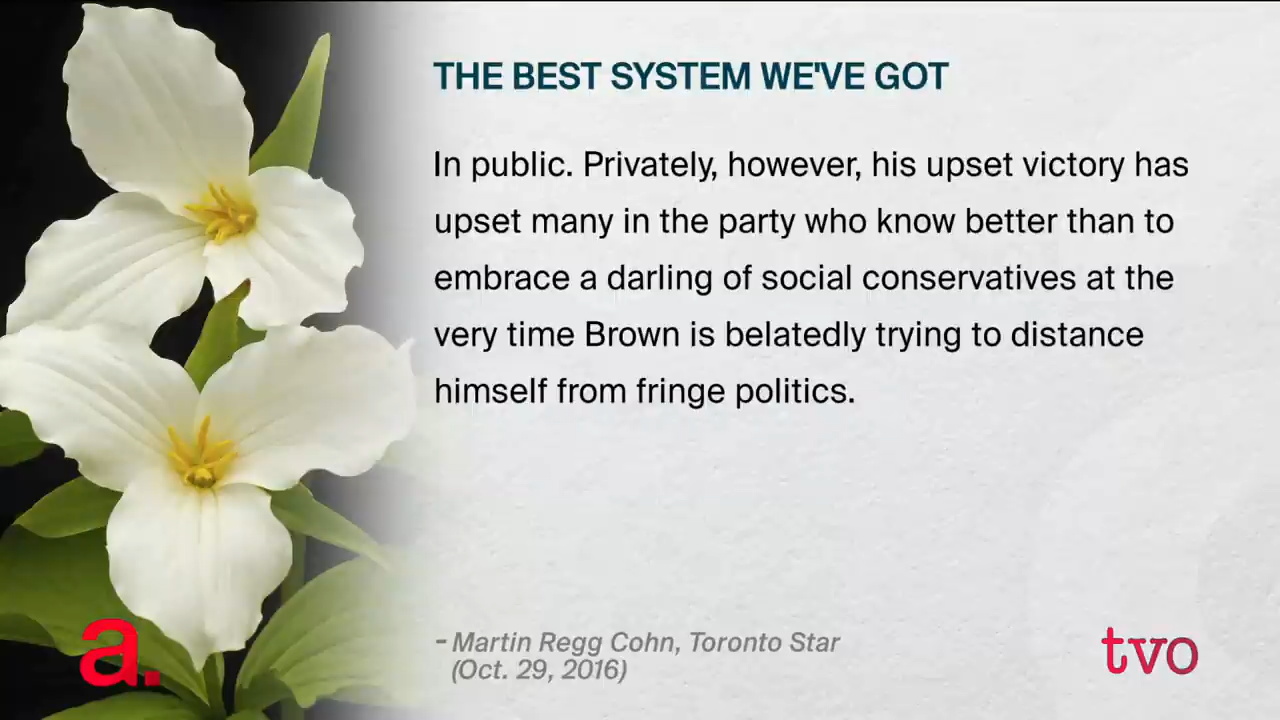 THE BEST SYSTEM WE'VE GOT
In public. Privately, however, his upset victory has
upset many in the party who know better than to
embrace a darling of social conservatives at the
very time Brown is belatedly trying to distance
himself from fringe politics.
- Martin Regg Cohn, Toronto Star
(Oct. 29, 2016)
a.
tvo